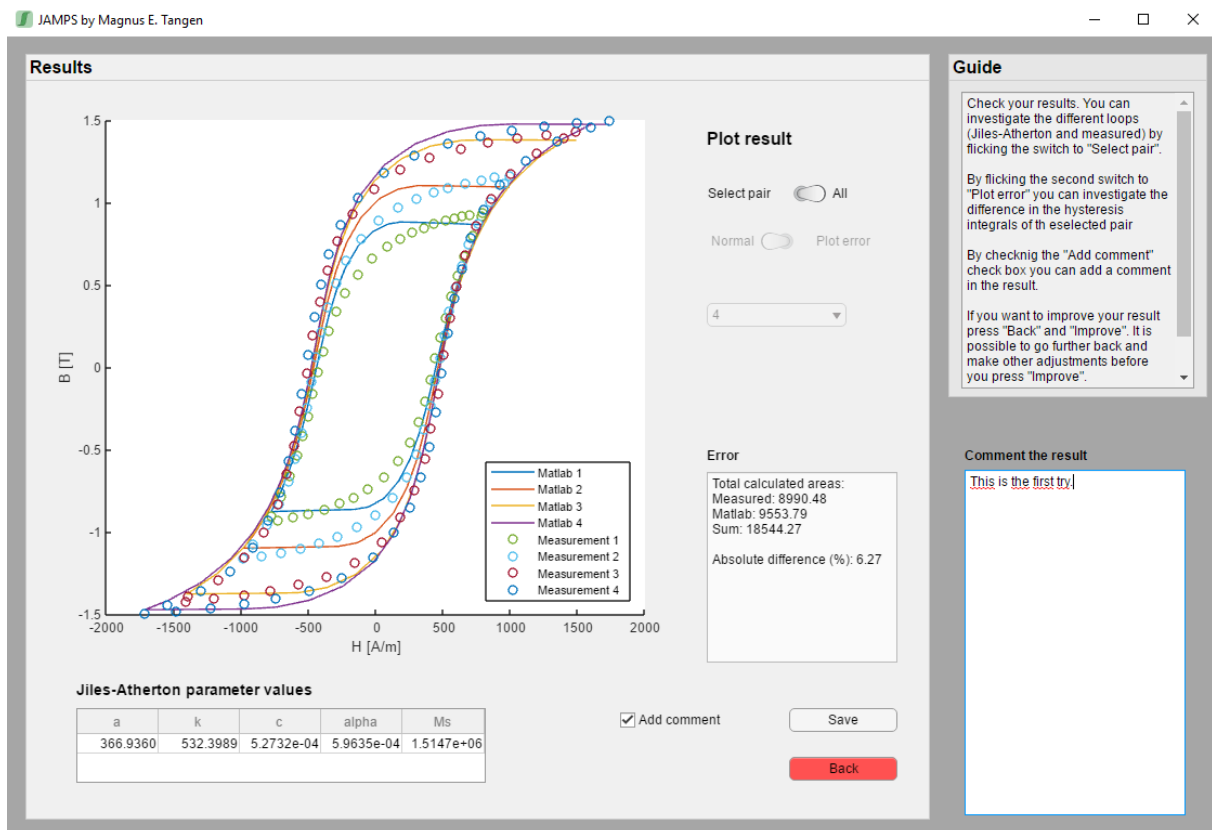 JAMPS by Magnus E. Tangen
Results
1.5
1
0.5
0
-0.5
-1
-1.5
B [T]
-2000
-1500
-1000
-500
0
500
1000
1500
2000
H [A/m]
Matlab 1
Matlab 2
Matlab 3
Matlab 4
Measurement 1
Measurement 2
Measurement 3
Measurement 4
Plot result
Select pair All
Normal Plot error
4
Error
Total calculated areas:
Measured: 8990.48
Matlab: 9553.79
Sum: 18544.27
Absolute difference (%): 6.27
Jiles-Atherton parameter values
a k c alpha Ms
366.9360 532.3989 5.2732e-04 5.9635e-04 1.5147e+06
Add comment
Save
Back
Guide
Check your results. You can
investigate the different loops
(Jiles-Atherton and measured) by
flicking the switch to "Select pair".
By flicking the second switch to
"Plot error" you can investigate the
difference in the hysteresis
integrals of th eselected pair
By checknig the "Add comment"
check box you can add a comment
in the result.
If you want to improve your result
press "Back" and "Improve". It is
possible to go further back and
make other adjustments before
you press "Improve".
Comment the result
This is the first try.